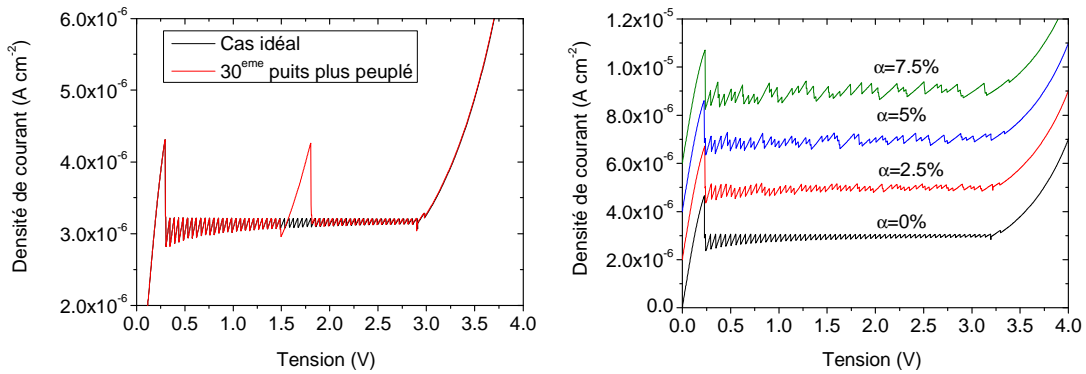 6.0x10⁻⁶
5.0x10⁻⁶
4.0x10⁻⁶
3.0x10⁻⁶
2.0x10⁻⁶
Densité de courant (A cm⁻²)
Cas idéal
30ᵉᵐᵉ puits plus peuplé
0.0 0.5 1.0 1.5 2.0 2.5 3.0 3.5 4.0
Tension (V)
1.2x10⁻⁵
1.0x10⁻⁵
8.0x10⁻⁶
6.0x10⁻⁶
4.0x10⁻⁶
2.0x10⁻⁶
0.0
Densité de courant (A cm⁻²)
α=7.5%
α=5%
α=2.5%
α=0%
0.0 0.5 1.0 1.5 2.0 2.5 3.0 3.5 4.0
Tension (V)